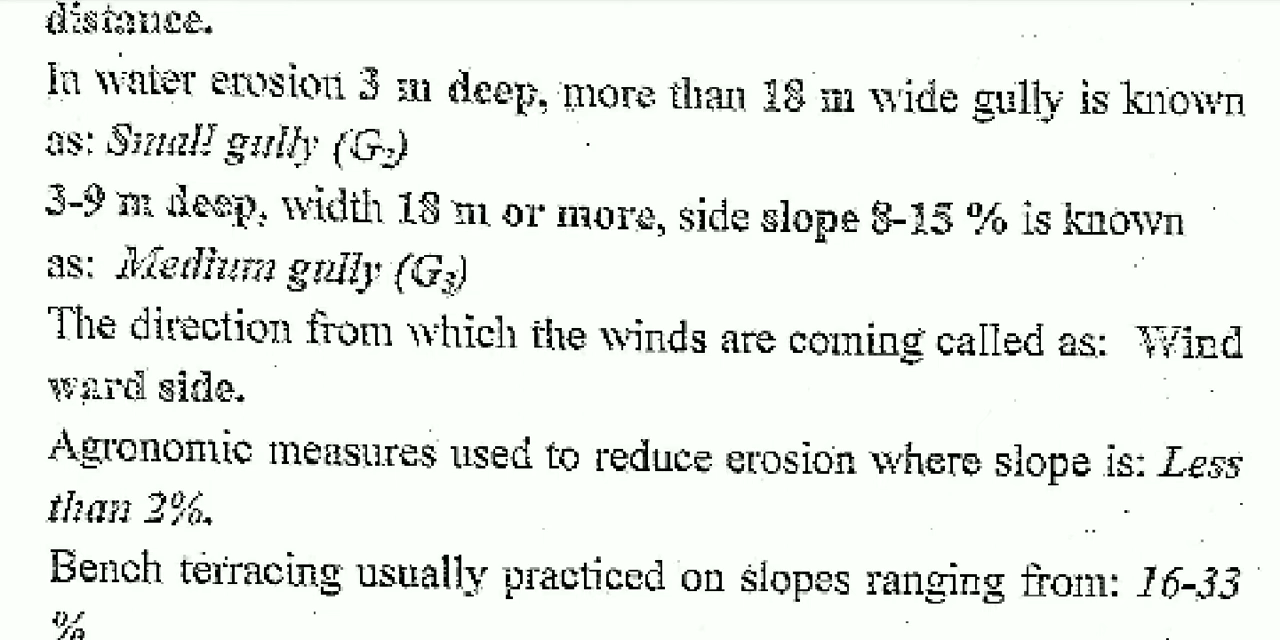 distance.
In water erosion 3 m deep, more than 18 m wide gully is known
as: Small gully (G₂)
3-9 m deep, width 18 m or more, side slope 8-15 % is known
as: Medium gully (G₃)
The direction from which the winds are coming called as: Wind
ward side.
Agronomic measures used to reduce erosion where slope is: Less
than 2%.
Bench terracing usually practiced on slopes ranging from: 16-33
%